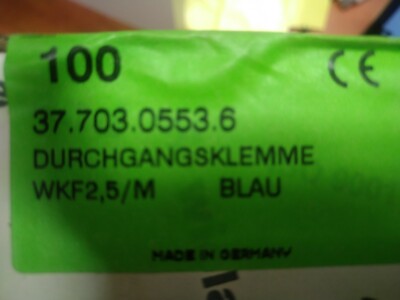 100 CE
37.703.0553.6
DURCHGANGSKLEMME
WKF2,5/M BLAU
MADE IN GERMANY